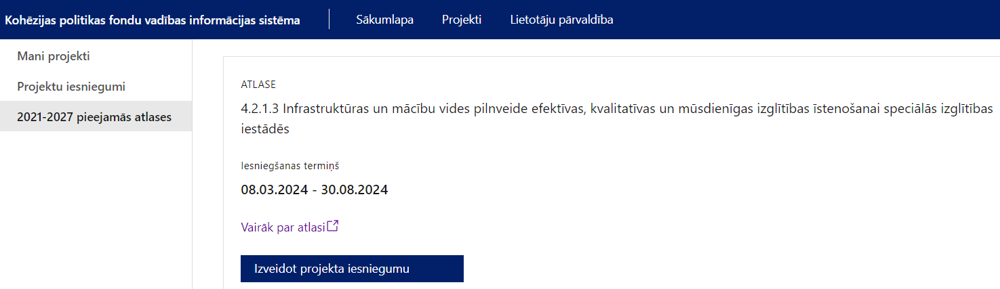 Kohēzijas politikas fondu vadības informācijas sistēma
Sākumlapa
Projekti
Lietotāju pārvaldība
Mani projekti
Projektu iesniegumi
2021-2027 pieejamās atlases
ATLASE
4.2.1.3 Infrastruktūras un mācību vides pilnveide efektīvas, kvalitatīvas un mūsdienīgas izglītības īstenošanai speciālās izglītības
iestādēs
Iesniegšanas termiņš
08.03.2024 - 30.08.2024
Vairāk par atlasi
Izveidot projekta iesniegumu